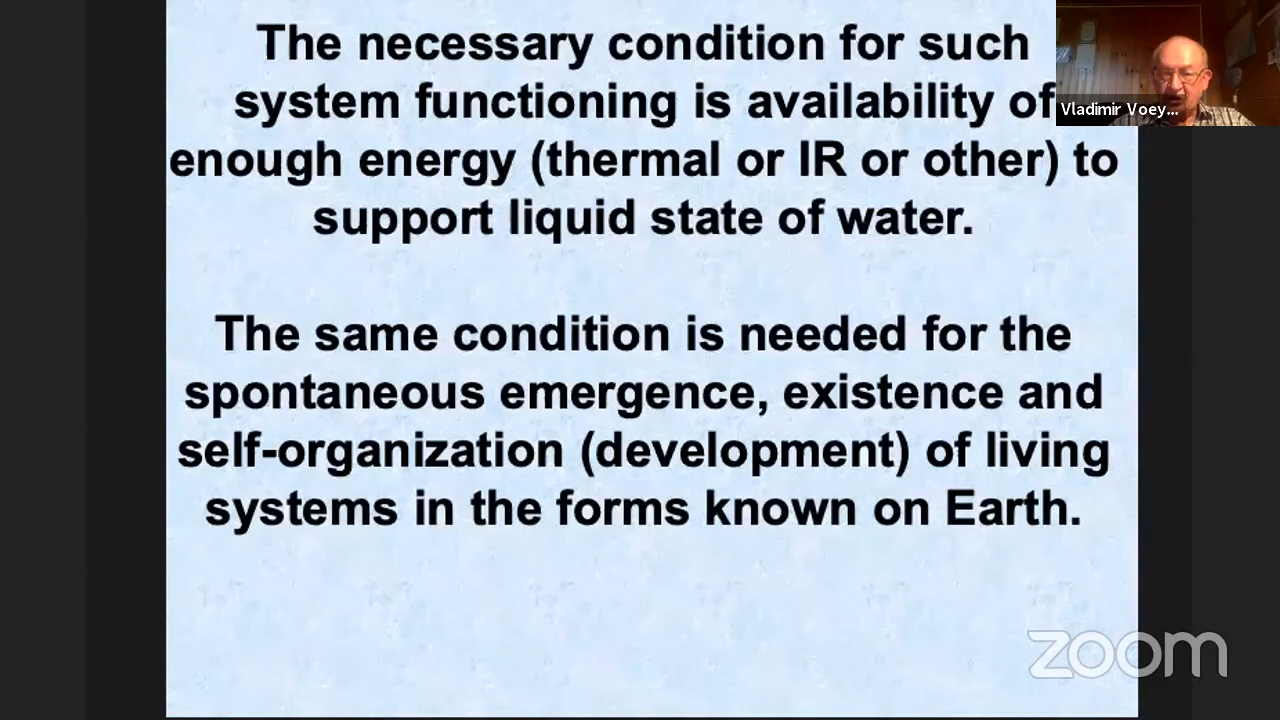 The necessary condition for such
system functioning is availability of
enough energy (thermal or IR or other) to
support liquid state of water.
The same condition is needed for the
spontaneous emergence, existence and
self-organization (development) of living
systems in the forms known on Earth.
Vladimir Voey...
zoom